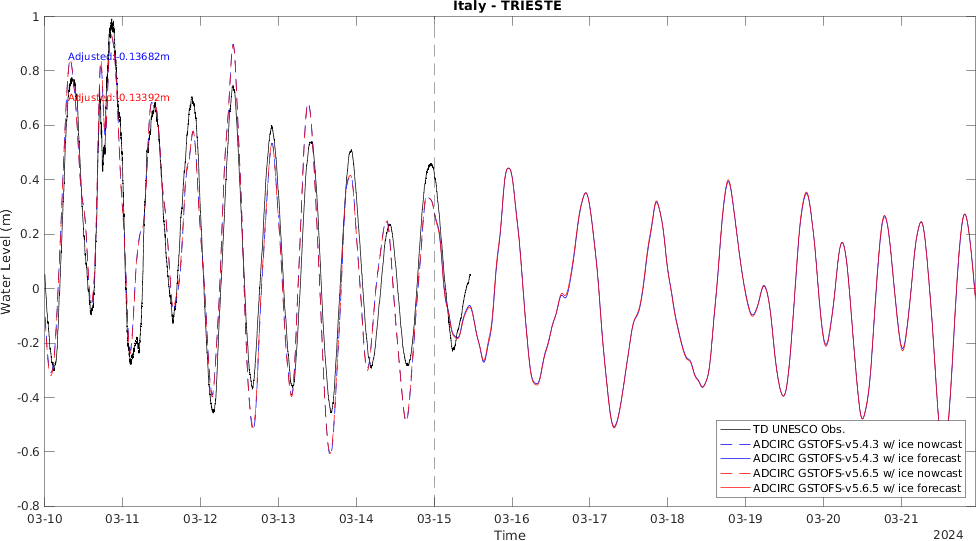 Italy - TRIESTE
1
0.8
0.6
0.4
0.2
0
-0.2
-0.4
-0.6
-0.8
Water Level (m)
Adjusted:-0.13682m
Adjusted:-0.13392m
TD UNESCO Obs.
ADCIRC GSTOFS-v5.4.3 w/ ice nowcast
ADCIRC GSTOFS-v5.4.3 w/ ice forecast
ADCIRC GSTOFS-v5.6.5 w/ ice nowcast
ADCIRC GSTOFS-v5.6.5 w/ ice forecast
03-10 03-11 03-12 03-13 03-14 03-15 03-16 03-17 03-18 03-19 03-20 03-21
Time
2024